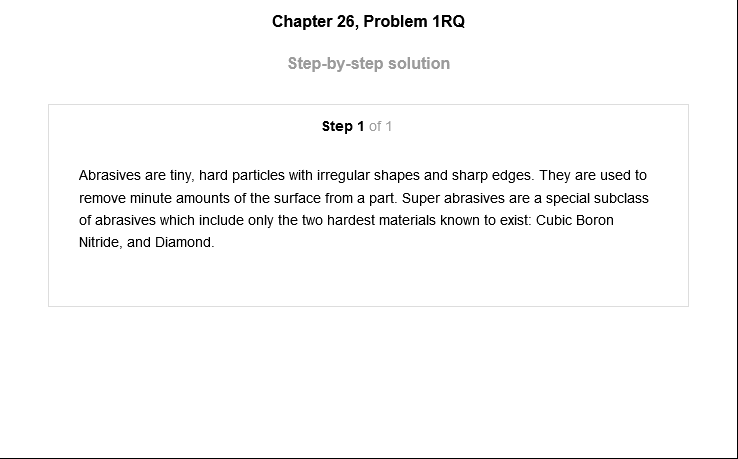 Chapter 26, Problem 1RQ
Step-by-step solution
Step 1 of 1
Abrasives are tiny, hard particles with irregular shapes and sharp edges. They are used to
remove minute amounts of the surface from a part. Super abrasives are a special subclass
of abrasives which include only the two hardest materials known to exist: Cubic Boron
Nitride, and Diamond.